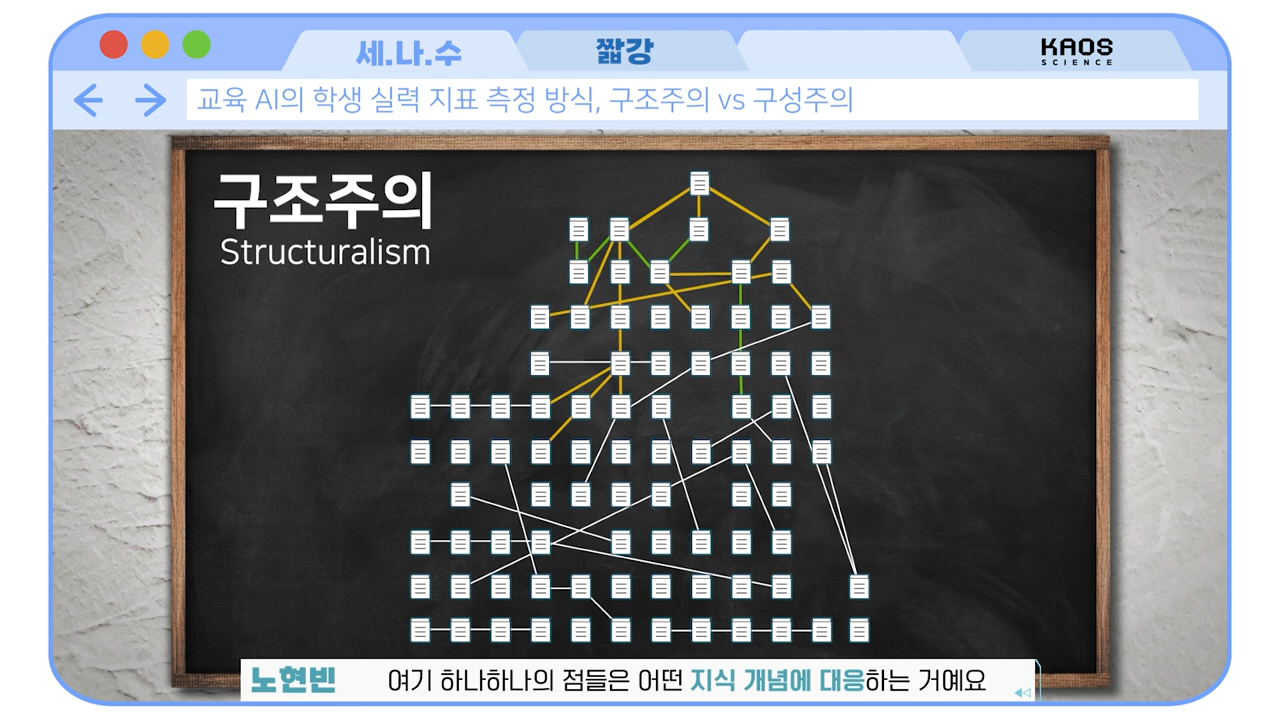 세.나.수
짧강
KAOS
SCIENCE
교육 AI의 학생 실력 지표 측정 방식, 구조주의 vs 구성주의
구조주의
Structuralism
노현빈
여기 하나하나의 점들은 어떤 지식 개념에 대응하는 거예요